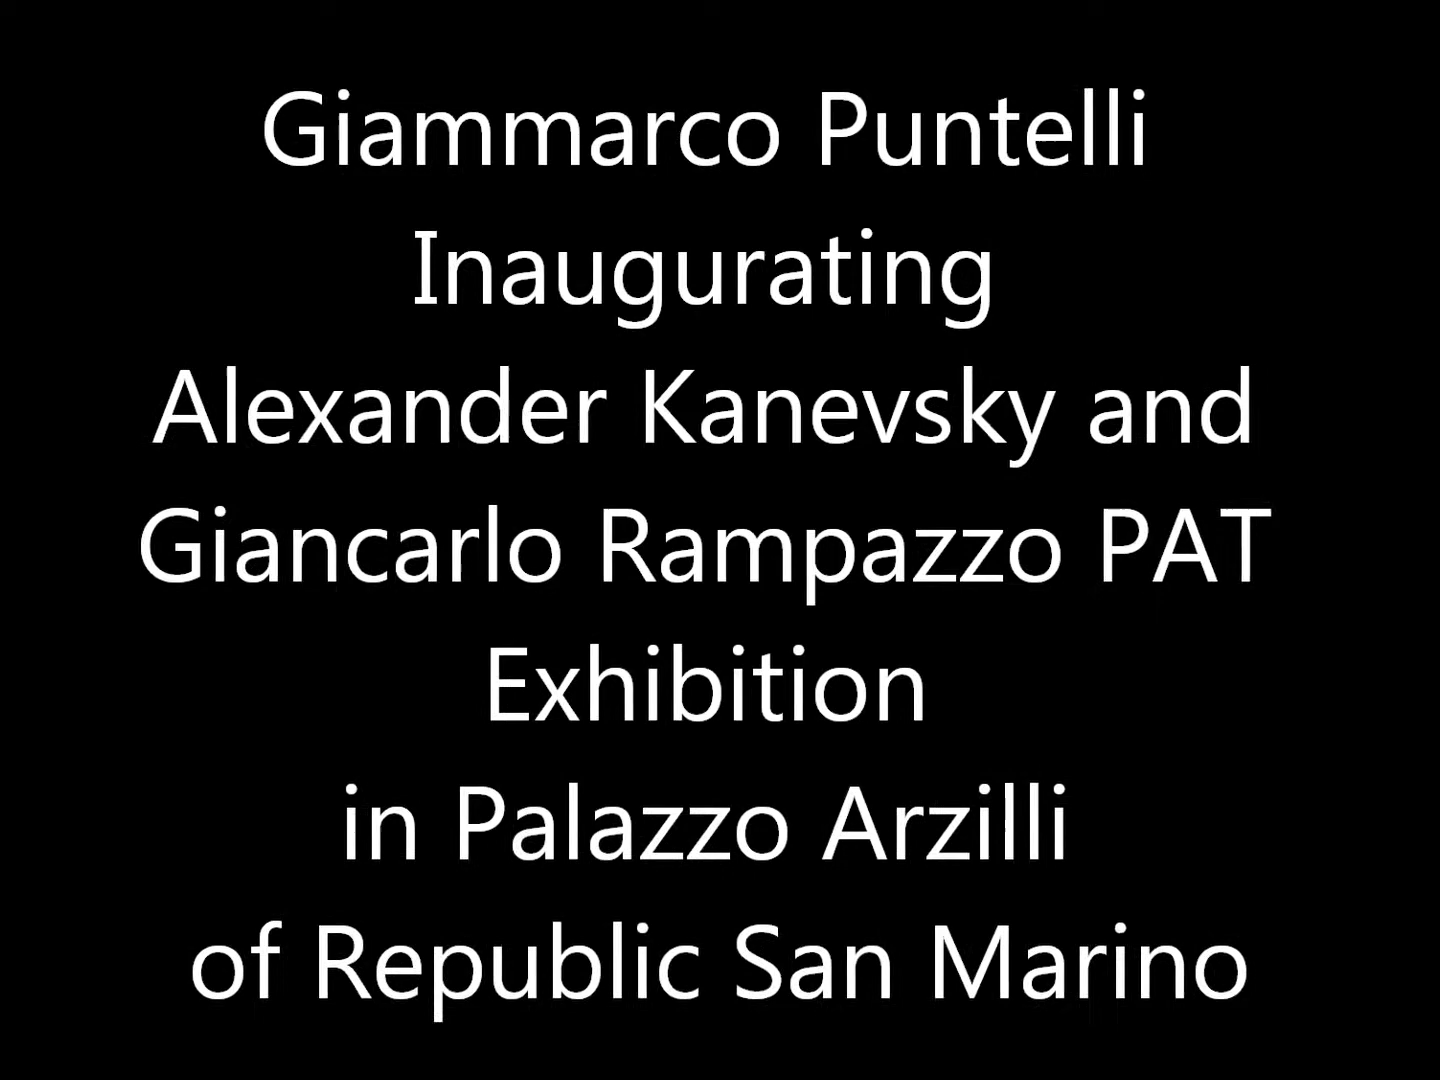 Giammarco Puntelli
Inaugurating
Alexander Kanevsky and
Giancarlo Rampazzo PAT
Exhibition
in Palazzo Arzilli
of Republic San Marino